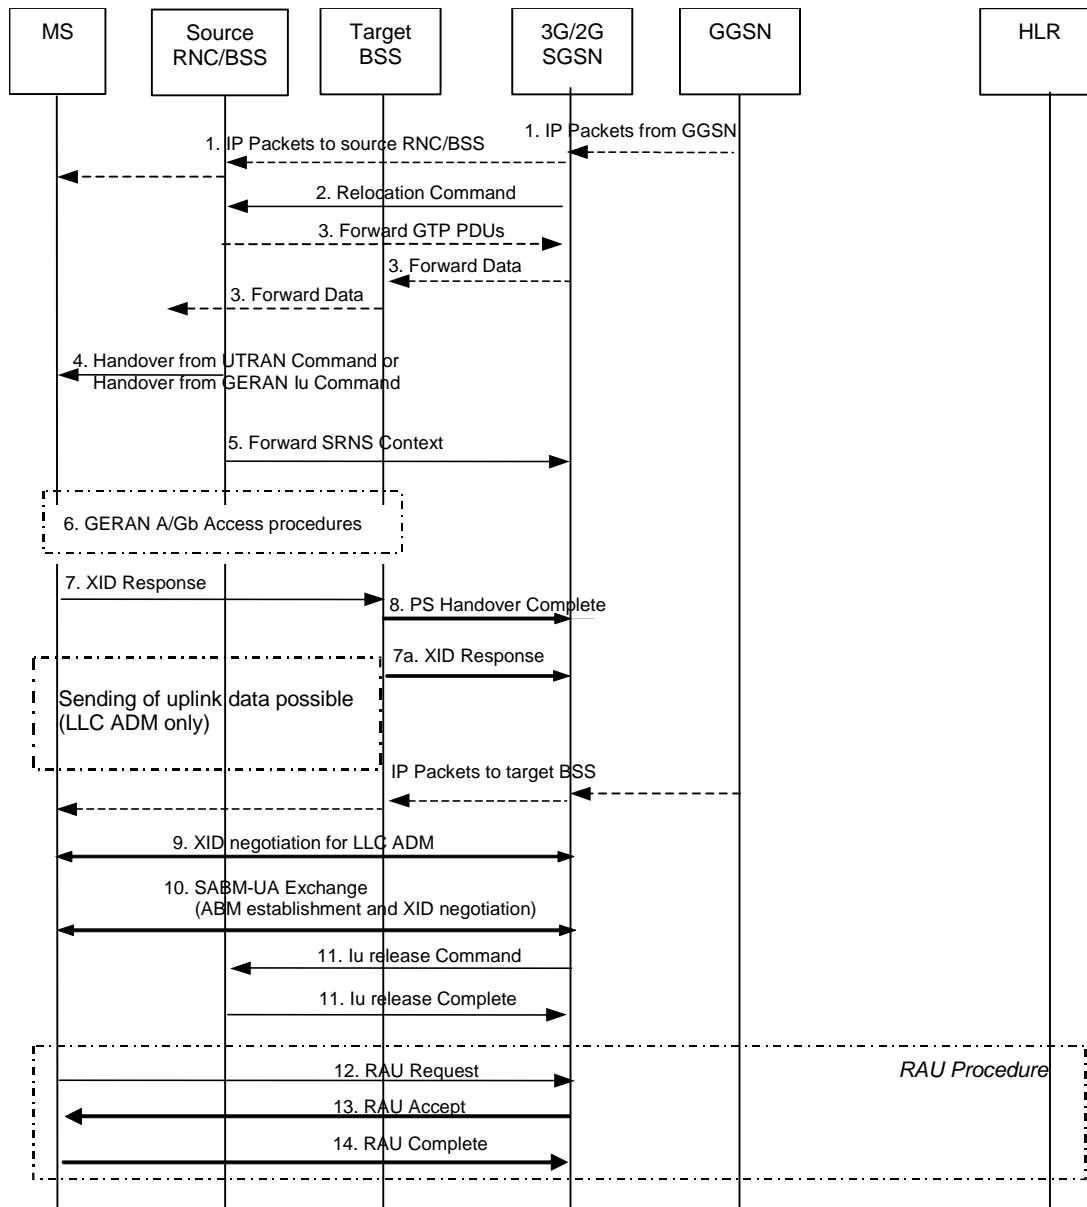 MS
Source
RNC/BSS
Target
BSS
3G/2G
SGSN
GGSN
HLR
1. IP Packets from GGSN
1. IP Packets to source RNC/BSS
2. Relocation Command
3. Forward GTP PDUs
3. Forward Data
3. Forward Data
4. Handover from UTRAN Command or
Handover from GERAN Iu Command
5. Forward SRNS Context
6. GERAN A/Gb Access procedures
7. XID Response
8. PS Handover Complete
7a. XID Response
Sending of uplink data possible
(LLC ADM only)
IP Packets to target BSS
9. XID negotiation for LLC ADM
10. SABM-UA Exchange
(ABM establishment and XID negotiation)
11. Iu release Command
11. Iu release Complete
RAU Procedure
12. RAU Request
13. RAU Accept
14. RAU Complete